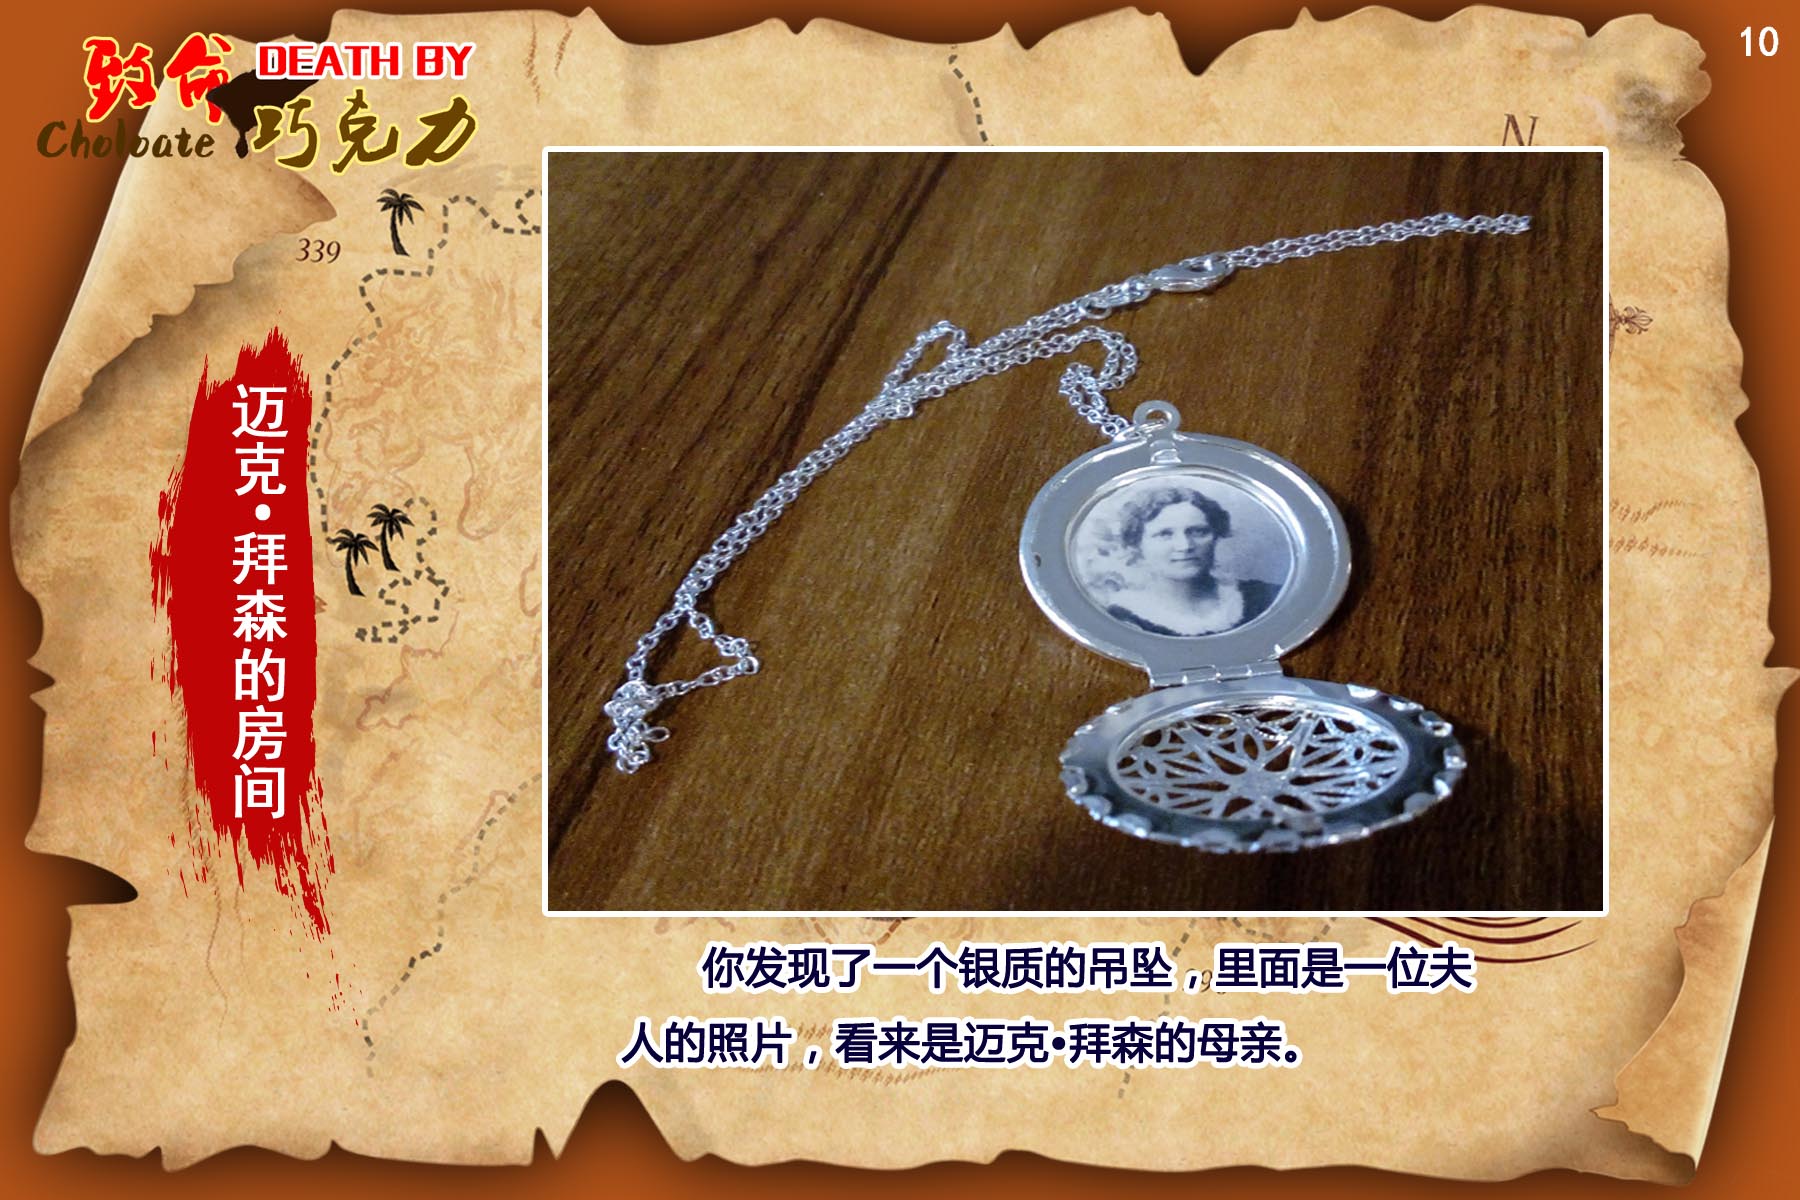 10
致命 DEATH BY
Choloate 巧克力
N
339
迈克•拜森的房间
你发现了一个银质的吊坠，里面是一位夫
人的照片，看来是迈克•拜森的母亲。